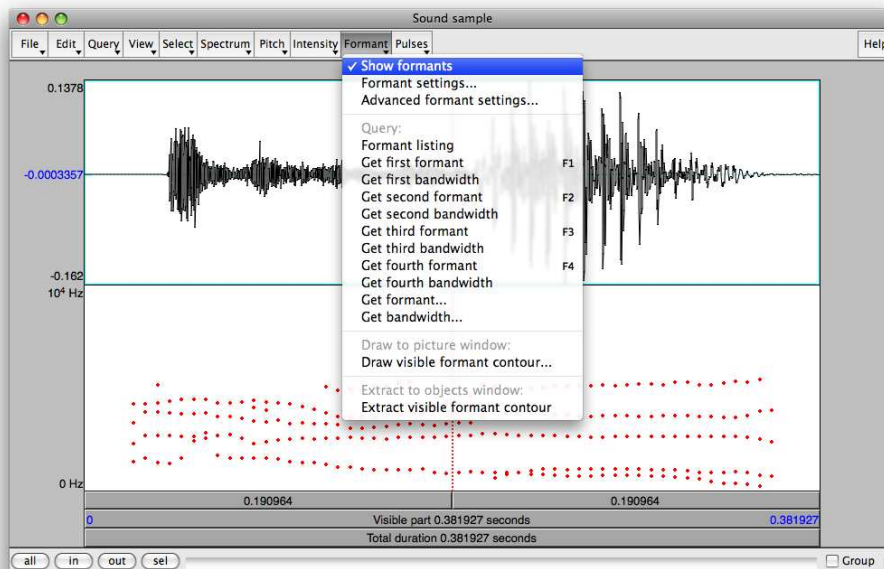 Sound sample
File Edit Query View Select Spectrum Pitch Intensity Formant Pulses Help
✓ Show formants
Formant settings...
Advanced formant settings...
Query:
Formant listing
Get first formant F1
Get first bandwidth
Get second formant F2
Get second bandwidth
Get third formant F3
Get third bandwidth
Get fourth formant F4
Get fourth bandwidth
Get formant...
Get bandwidth...
Draw to picture window:
Draw visible formant contour...
Extract to objects window:
Extract visible formant contour
0.1378
-0.0003357
-0.162
10⁴ Hz
0 Hz
0.190964 0.190964
0 Visible part 0.381927 seconds 0.381927
Total duration 0.381927 seconds
all in out sel Group